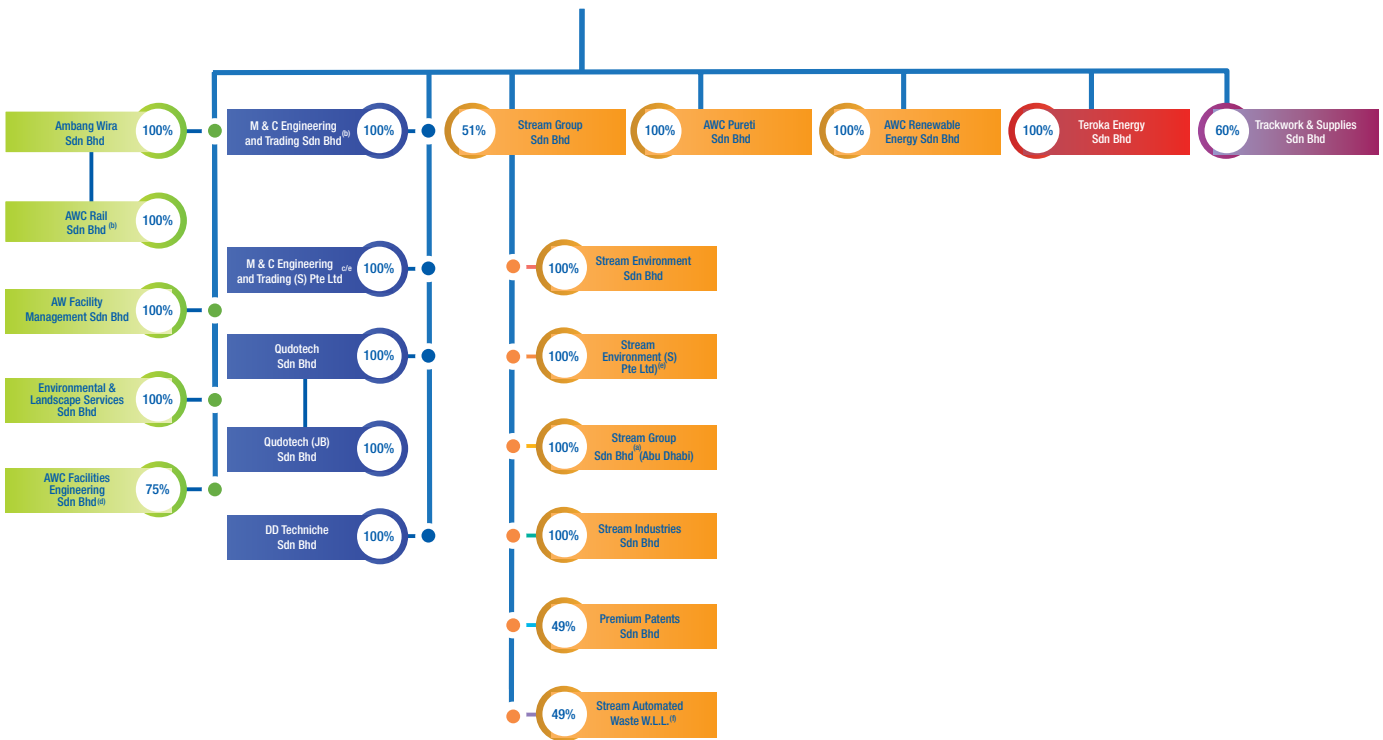 Ambang Wira
Sdn Bhd
100%
AWC Rail
Sdn Bhd (b)
100%
AW Facility
Management Sdn Bhd
100%
Environmental &
Landscape Services
Sdn Bhd
100%
AWC Facilities
Engineering
Sdn Bhd(d)
75%
M & C Engineering
and Trading Sdn Bhd (b)
100%
M & C Engineering
and Trading (S) Pte Ltd c/e
100%
Qudotech
Sdn Bhd
100%
Qudotech (JB)
Sdn Bhd
100%
DD Techniche
Sdn Bhd
100%
51%
Stream Group
Sdn Bhd
100%
Stream Environment
Sdn Bhd
100%
Stream
Environment (S)
Pte Ltd)(e)
100%
Stream Group
Sdn Bhd (a) (Abu Dhabi)
100%
Stream Industries
Sdn Bhd
49%
Premium Patents
Sdn Bhd
49%
Stream Automated
Waste W.L.L.(f)
100%
AWC Pureti
Sdn Bhd
100%
AWC Renewable
Energy Sdn Bhd
100%
Teroka Energy
Sdn Bhd
60%
Trackwork & Supplies
Sdn Bhd